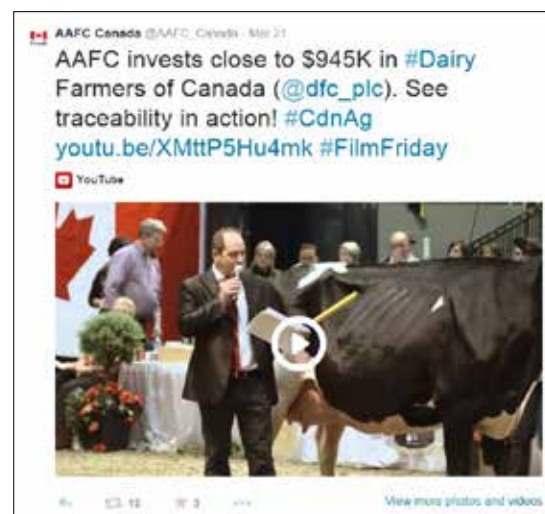 AAFC Canada @AAFC_Canada · Mar 21
AAFC invests close to $945K in #Dairy
Farmers of Canada (@dfc_plc). See
traceability in action! #CdnAg
youtu.be/XMttP5Hu4mk #FilmFriday
YouTube
12 3
View more photos and videos